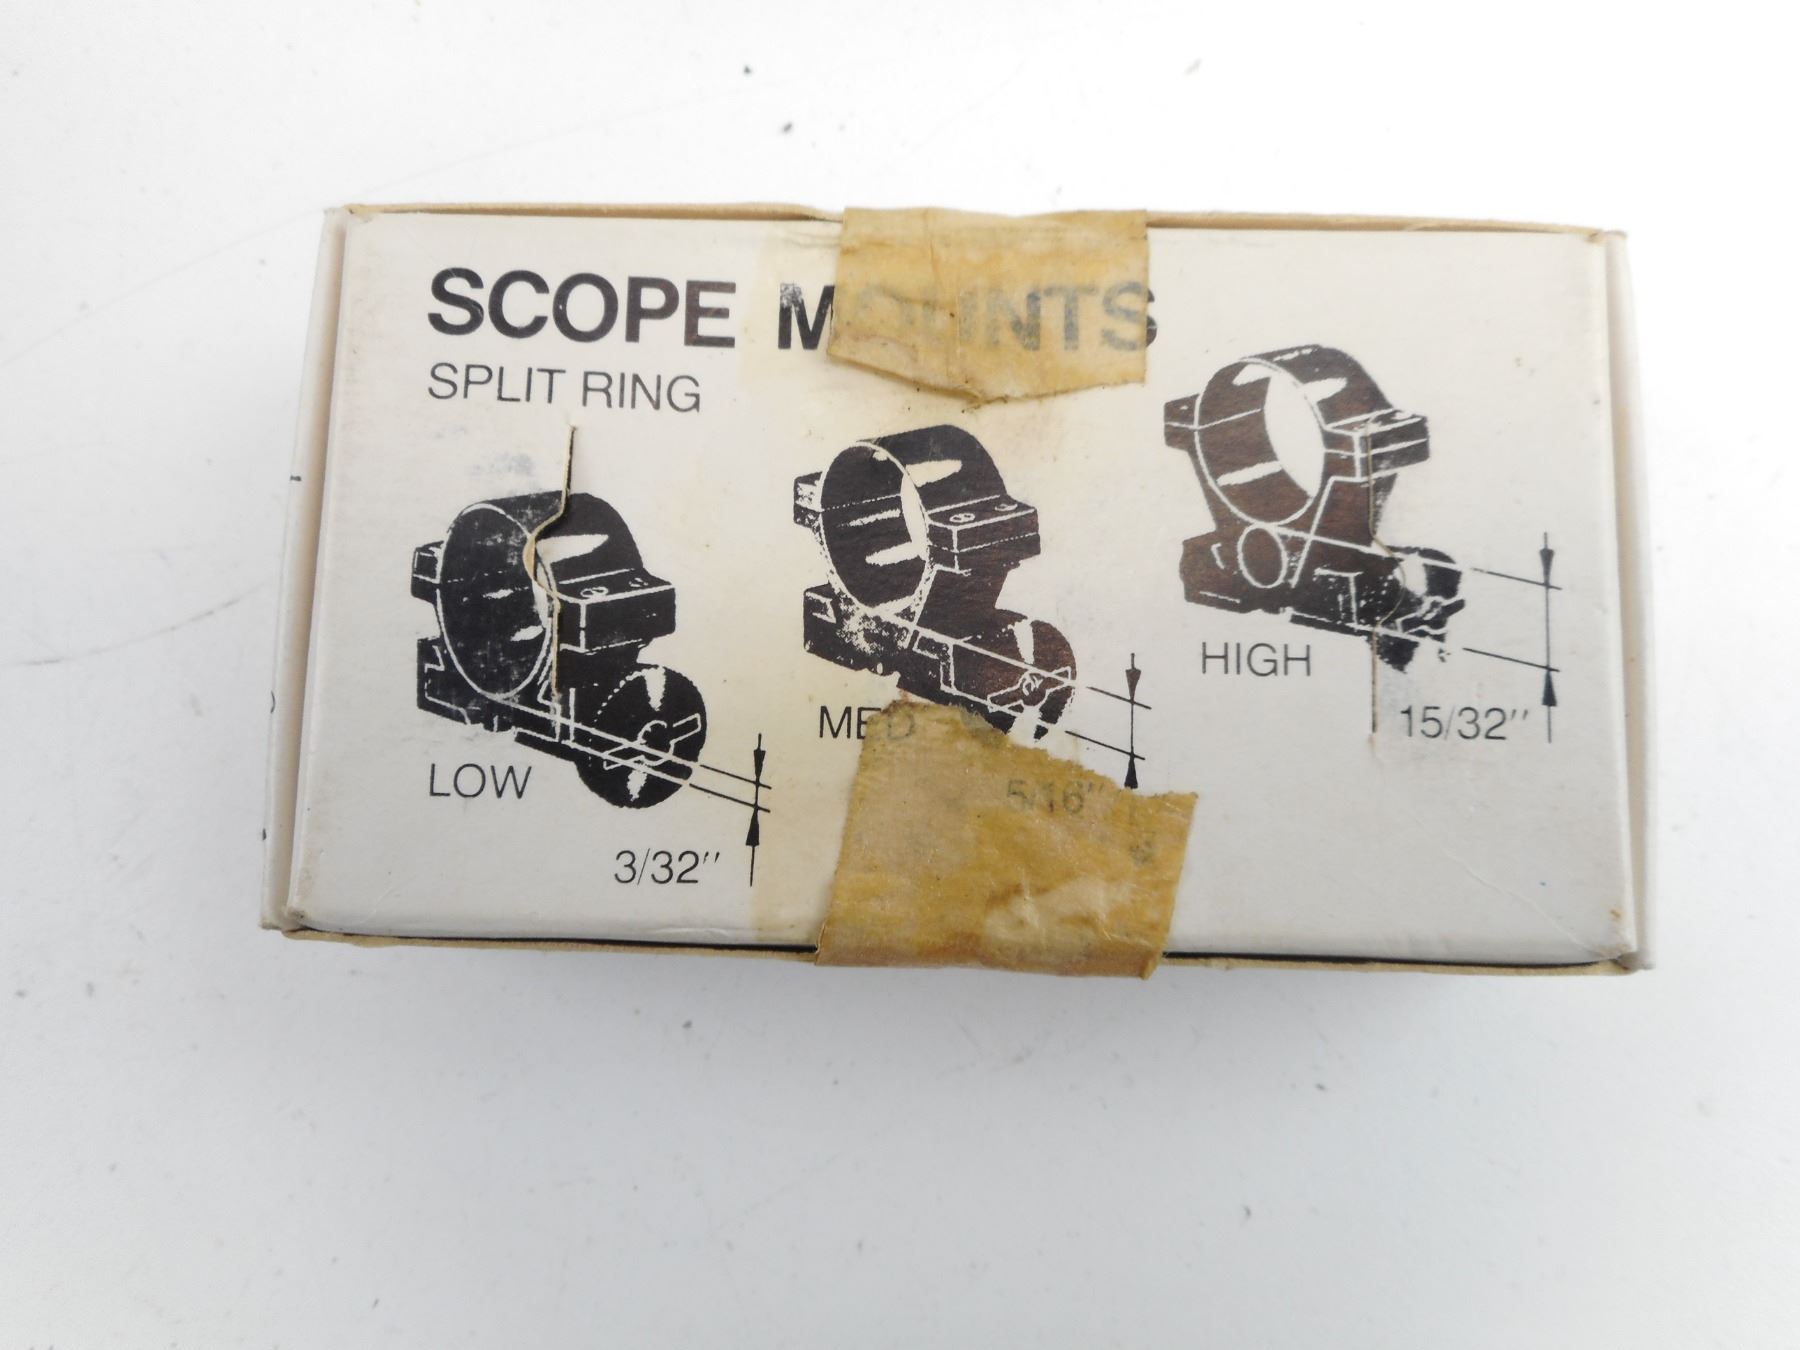 SCOPE MOUNTS
SPLIT RING
LOW
3/32"
MED
5/16"
HIGH
15/32"